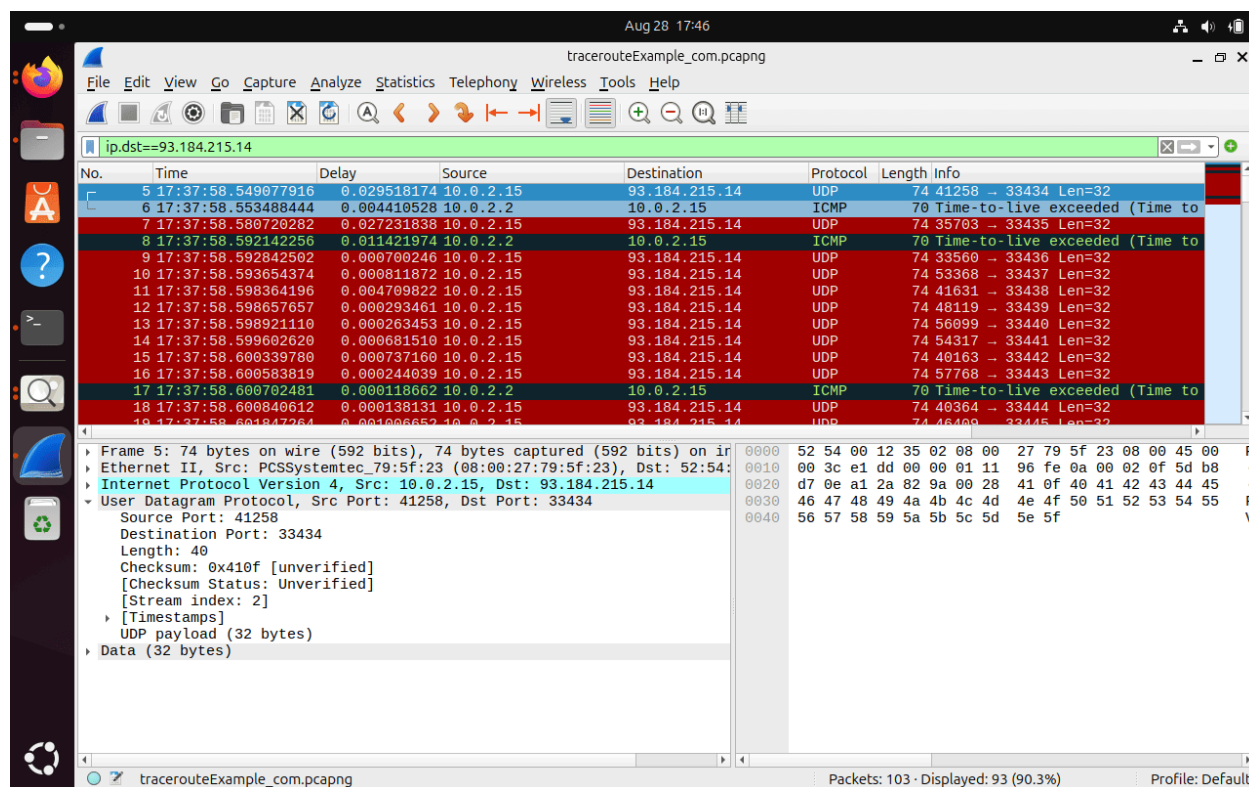 Aug 28 17:46
tracerouteExample_com.pcapng
File Edit View Go Capture Analyze Statistics Telephony Wireless Tools Help
ip.dst==93.184.215.14
No. Time Delay Source Destination Protocol Length Info
5 17:37:58.549077916 0.029518174 10.0.2.15 93.184.215.14 UDP 74 41258 → 33434 Len=32
6 17:37:58.553488444 0.004410528 10.0.2.2 10.0.2.15 ICMP 70 Time-to-live exceeded (Time to
7 17:37:58.580720282 0.027231838 10.0.2.15 93.184.215.14 UDP 74 35703 → 33435 Len=32
8 17:37:58.592142256 0.011421974 10.0.2.2 10.0.2.15 ICMP 70 Time-to-live exceeded (Time to
9 17:37:58.592842502 0.000700246 10.0.2.15 93.184.215.14 UDP 74 33560 → 33436 Len=32
10 17:37:58.593654374 0.000811872 10.0.2.15 93.184.215.14 UDP 74 53368 → 33437 Len=32
11 17:37:58.598364196 0.004709822 10.0.2.15 93.184.215.14 UDP 74 41631 → 33438 Len=32
12 17:37:58.598657657 0.000293461 10.0.2.15 93.184.215.14 UDP 74 48119 → 33439 Len=32
13 17:37:58.598921110 0.000263453 10.0.2.15 93.184.215.14 UDP 74 56099 → 33440 Len=32
14 17:37:58.599602620 0.000681510 10.0.2.15 93.184.215.14 UDP 74 54317 → 33441 Len=32
15 17:37:58.600339780 0.000737160 10.0.2.15 93.184.215.14 UDP 74 40163 → 33442 Len=32
16 17:37:58.600583819 0.000244039 10.0.2.15 93.184.215.14 UDP 74 57768 → 33443 Len=32
17 17:37:58.600702481 0.000118662 10.0.2.2 10.0.2.15 ICMP 70 Time-to-live exceeded (Time to
18 17:37:58.600840612 0.000138131 10.0.2.15 93.184.215.14 UDP 74 40364 → 33444 Len=32
19 17:37:58.601847264 0.001006652 10.0.2.15 93.184.215.14 UDP 74 46409 → 33445 Len=32
Frame 5: 74 bytes on wire (592 bits), 74 bytes captured (592 bits) on ir
Ethernet II, Src: PCSSystemtec_79:5f:23 (08:00:27:79:5f:23), Dst: 52:54:
Internet Protocol Version 4, Src: 10.0.2.15, Dst: 93.184.215.14
User Datagram Protocol, Src Port: 41258, Dst Port: 33434
Source Port: 41258
Destination Port: 33434
Length: 40
Checksum: 0x410f [unverified]
[Checksum Status: Unverified]
[Stream index: 2]
[Timestamps]
UDP payload (32 bytes)
Data (32 bytes)
0000 52 54 00 12 35 02 08 00 27 79 5f 23 08 00 45 00
0010 00 3c e1 dd 00 00 01 11 96 fe 0a 00 02 0f 5d b8
0020 d7 0e a1 2a 82 9a 00 28 41 0f 40 41 42 43 44 45
0030 46 47 48 49 4a 4b 4c 4d 4e 4f 50 51 52 53 54 55
0040 56 57 58 59 5a 5b 5c 5d 5e 5f
tracerouteExample_com.pcapng
Packets: 103 · Displayed: 93 (90.3%)
Profile: Default